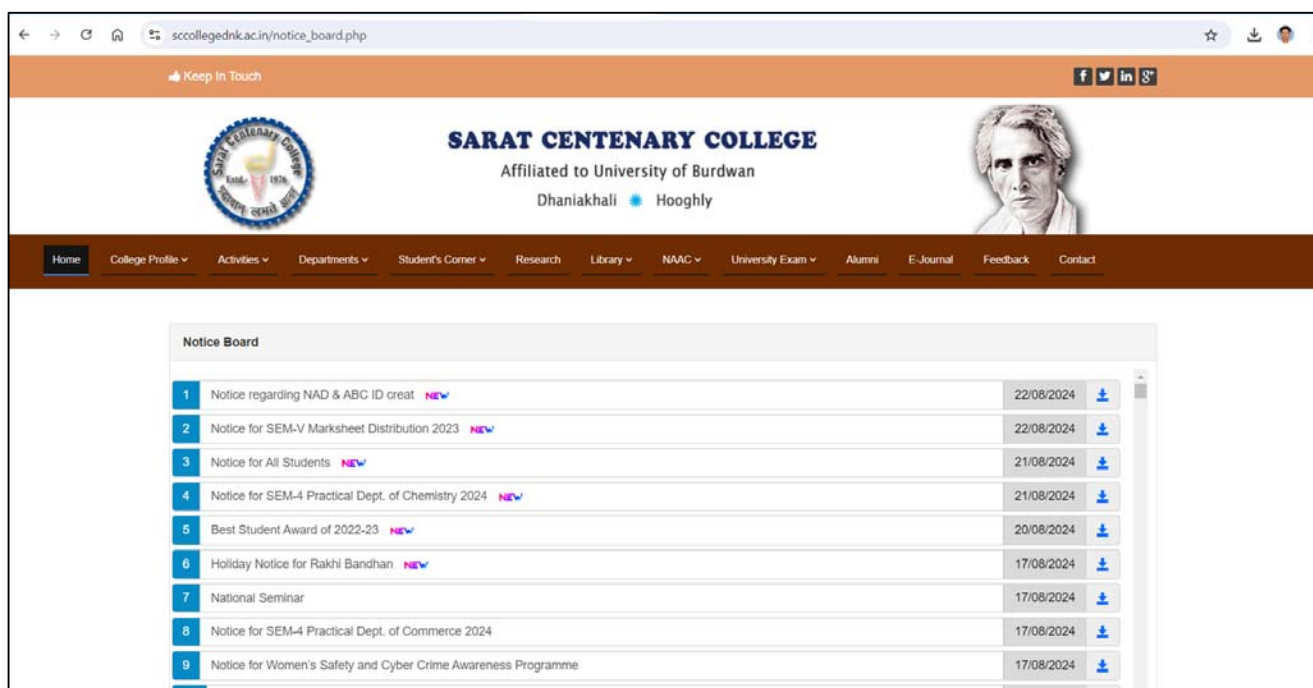 sccollegednk.ac.in/notice_board.php
Keep In Touch
Sarat Centenary College
Estd.- 1976
SARAT CENTENARY COLLEGE
Affiliated to University of Burdwan
Dhaniakhali Hooghly
Home College Profile Activities Departments Student's Corner Research Library NAAC University Exam Alumni E-Journal Feedback Contact
Notice Board
1 Notice regarding NAD & ABC ID creat NEW 22/08/2024
2 Notice for SEM-V Marksheet Distribution 2023 NEW 22/08/2024
3 Notice for All Students NEW 21/08/2024
4 Notice for SEM-4 Practical Dept. of Chemistry 2024 NEW 21/08/2024
5 Best Student Award of 2022-23 NEW 20/08/2024
6 Holiday Notice for Rakhi Bandhan NEW 17/08/2024
7 National Seminar 17/08/2024
8 Notice for SEM-4 Practical Dept. of Commerce 2024 17/08/2024
9 Notice for Women's Safety and Cyber Crime Awareness Programme 17/08/2024